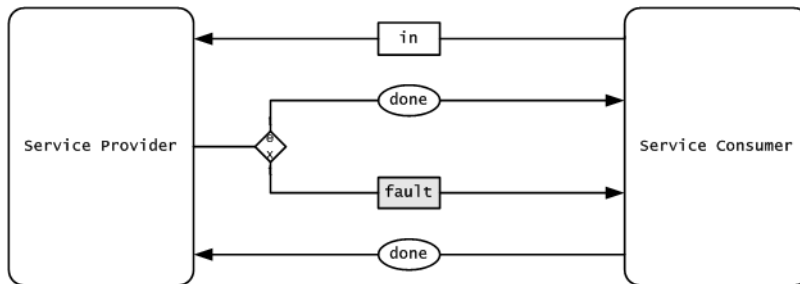 in
done
Service Provider
Service Consumer
fault
done